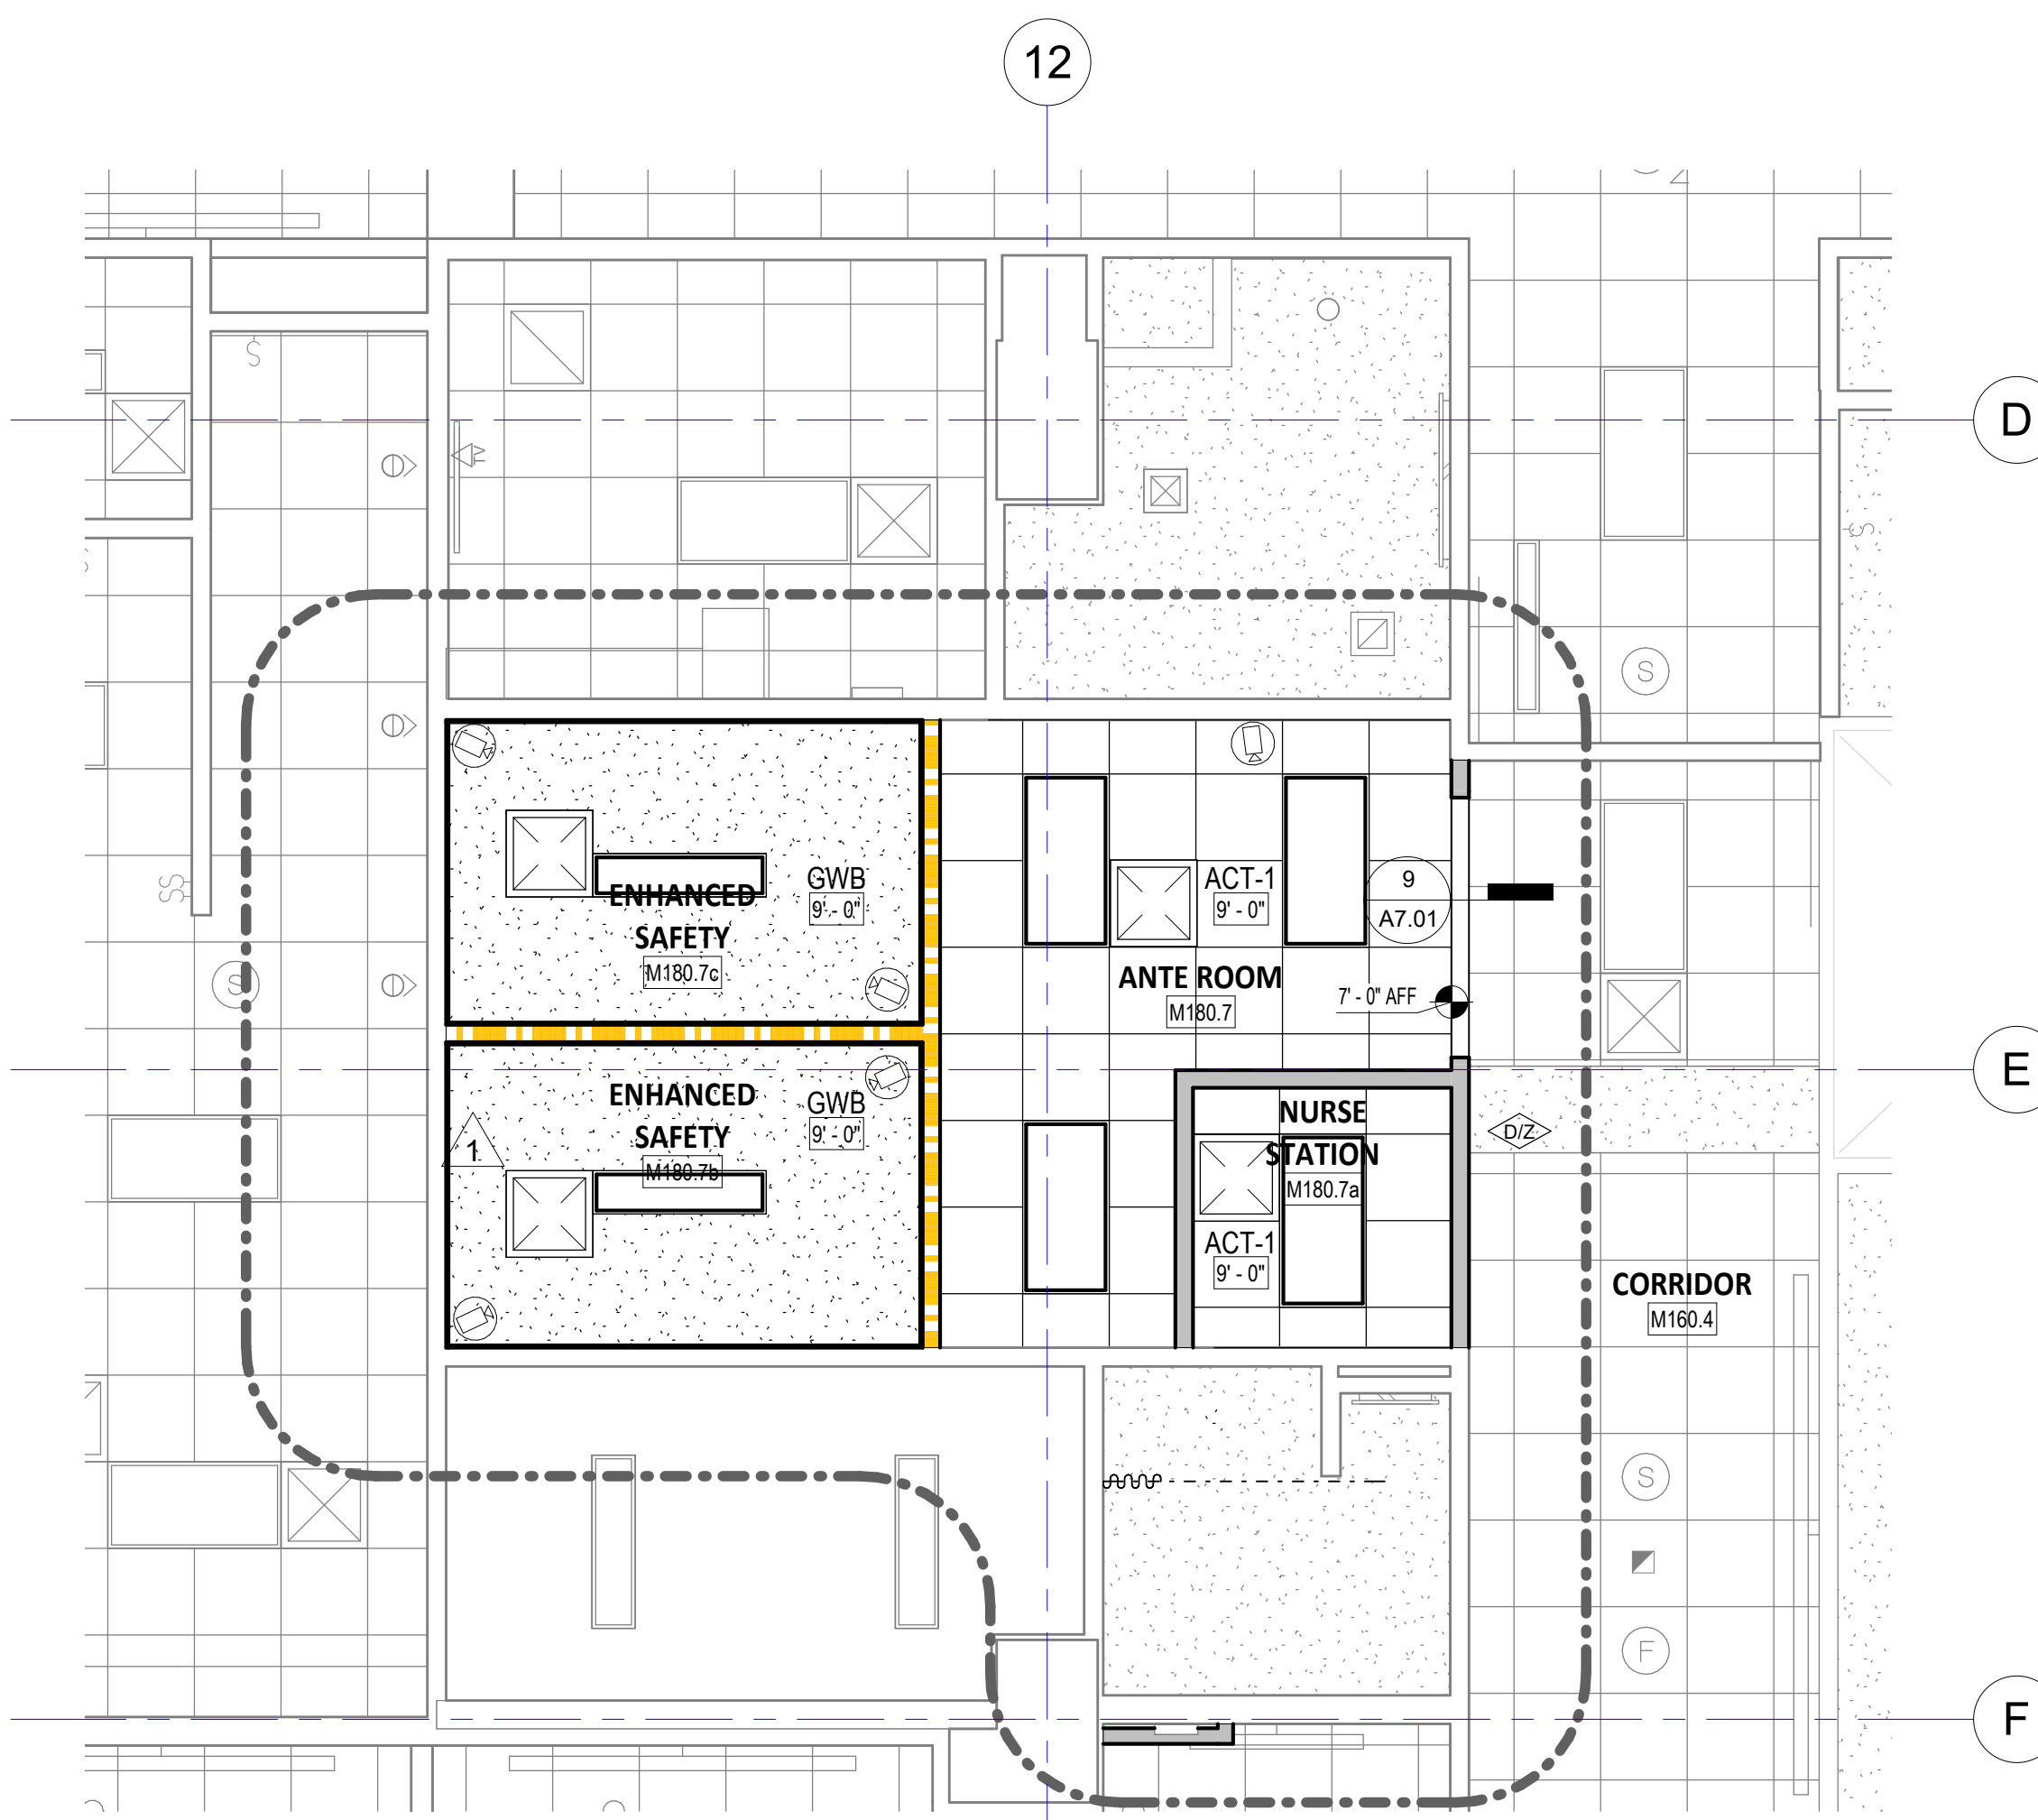 12
D
S
TV
S
S
ENHANCED
SAFETY
M180.7c
GWB
9' - 0"
ACT-1
9' - 0"
9
A7.01
ANTE ROOM
M180.7
7' - 0" AFF
SS
S
S
E
ENHANCED
SAFETY
M180.7b
GWB
9' - 0"
1
NURSE
STATION
M180.7a
ACT-1
9' - 0"
D/Z
CORRIDOR
M160.4
S
F
F